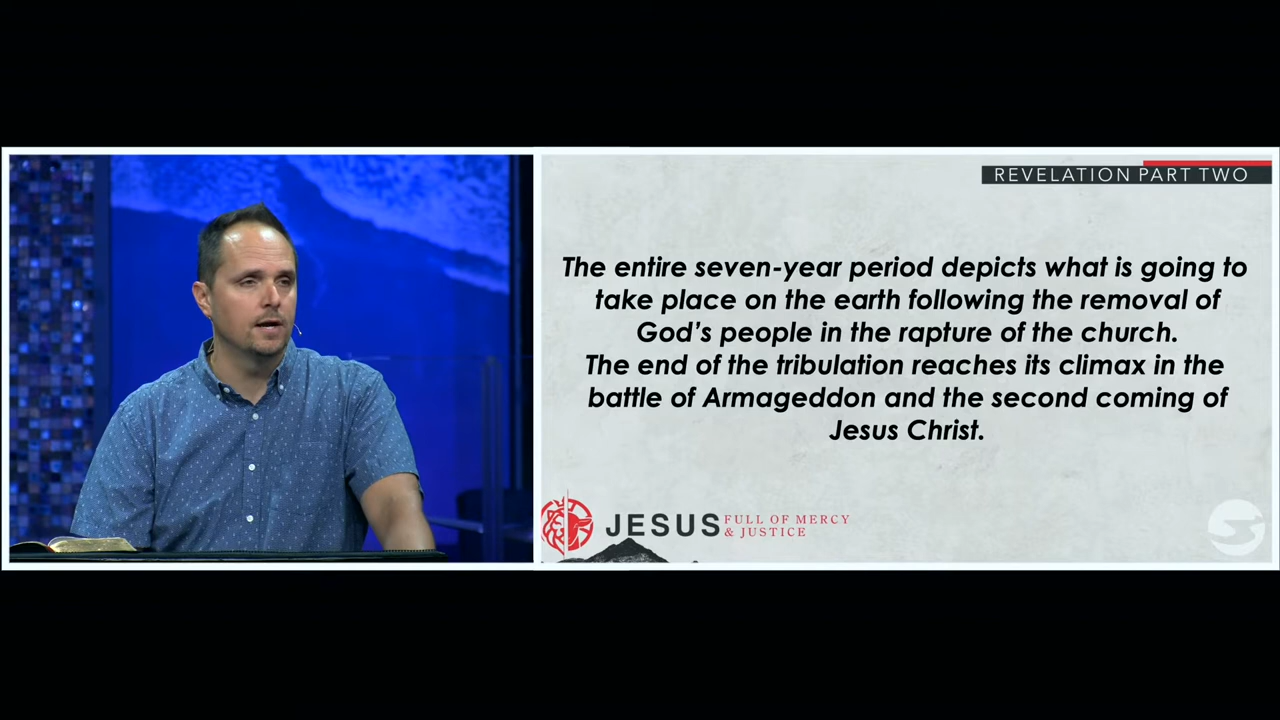 REVELATION PART TWO
The entire seven-year period depicts what is going to
take place on the earth following the removal of
God's people in the rapture of the church.
The end of the tribulation reaches its climax in the
battle of Armageddon and the second coming of
Jesus Christ.
JESUS FULL OF MERCY
& JUSTICE